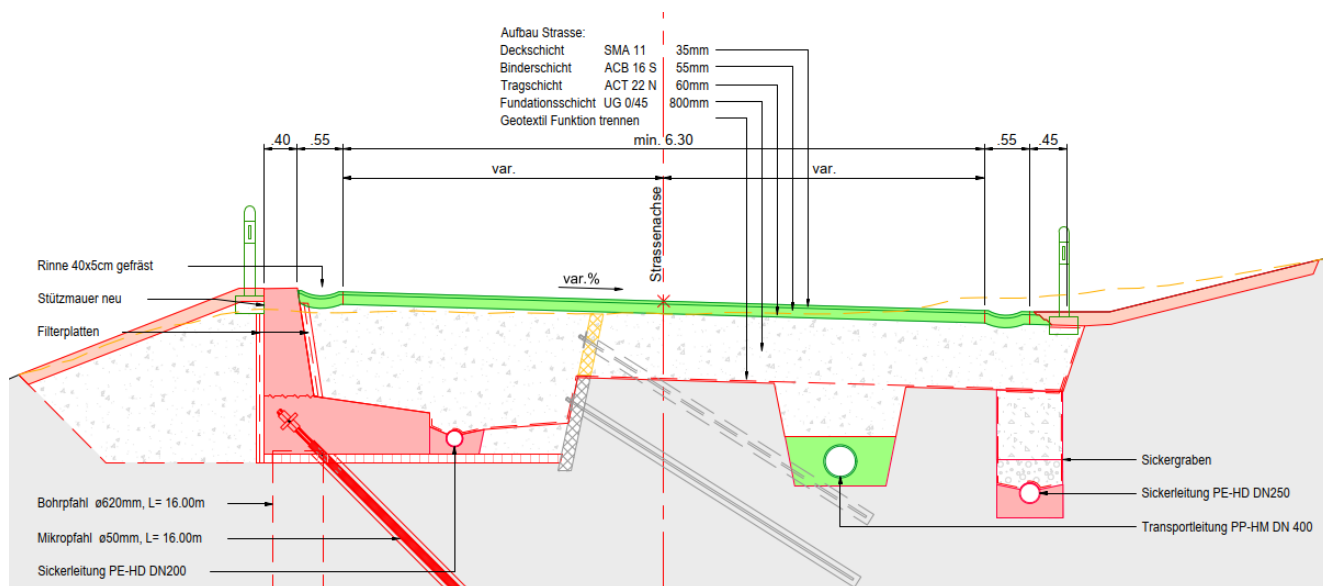 Aufbau Strasse:
Deckschicht SMA 11 35mm
Binderschicht ACB 16 S 55mm
Tragschicht ACT 22 N 60mm
Fundationsschicht UG 0/45 800mm
Geotextil Funktion trennen
.40 .55 min. 6.30 .55 .45
var. var.
Strassenachse
Rinne 40x5cm gefräst
var.%
Stützmauer neu
Filterplatten
Sickergraben
Bohrpfahl ø620mm, L= 16.00m
Sickerleitung PE-HD DN250
Transportleitung PP-HM DN 400
Mikropfahl ø50mm, L= 16.00m
Sickerleitung PE-HD DN200